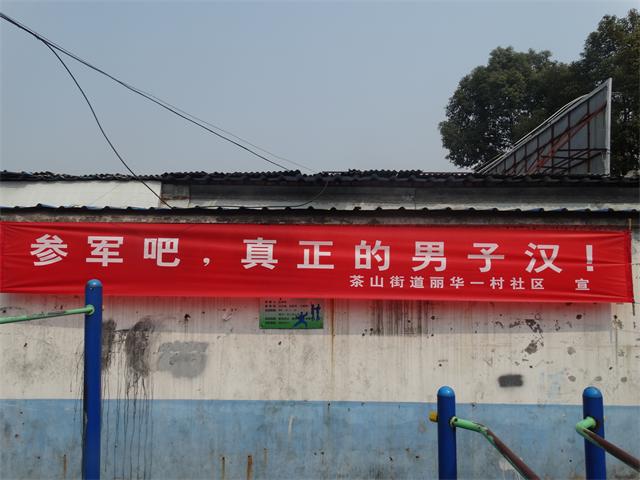 参军吧，真正的男子汉！
茶山街道丽华一村社区 宣